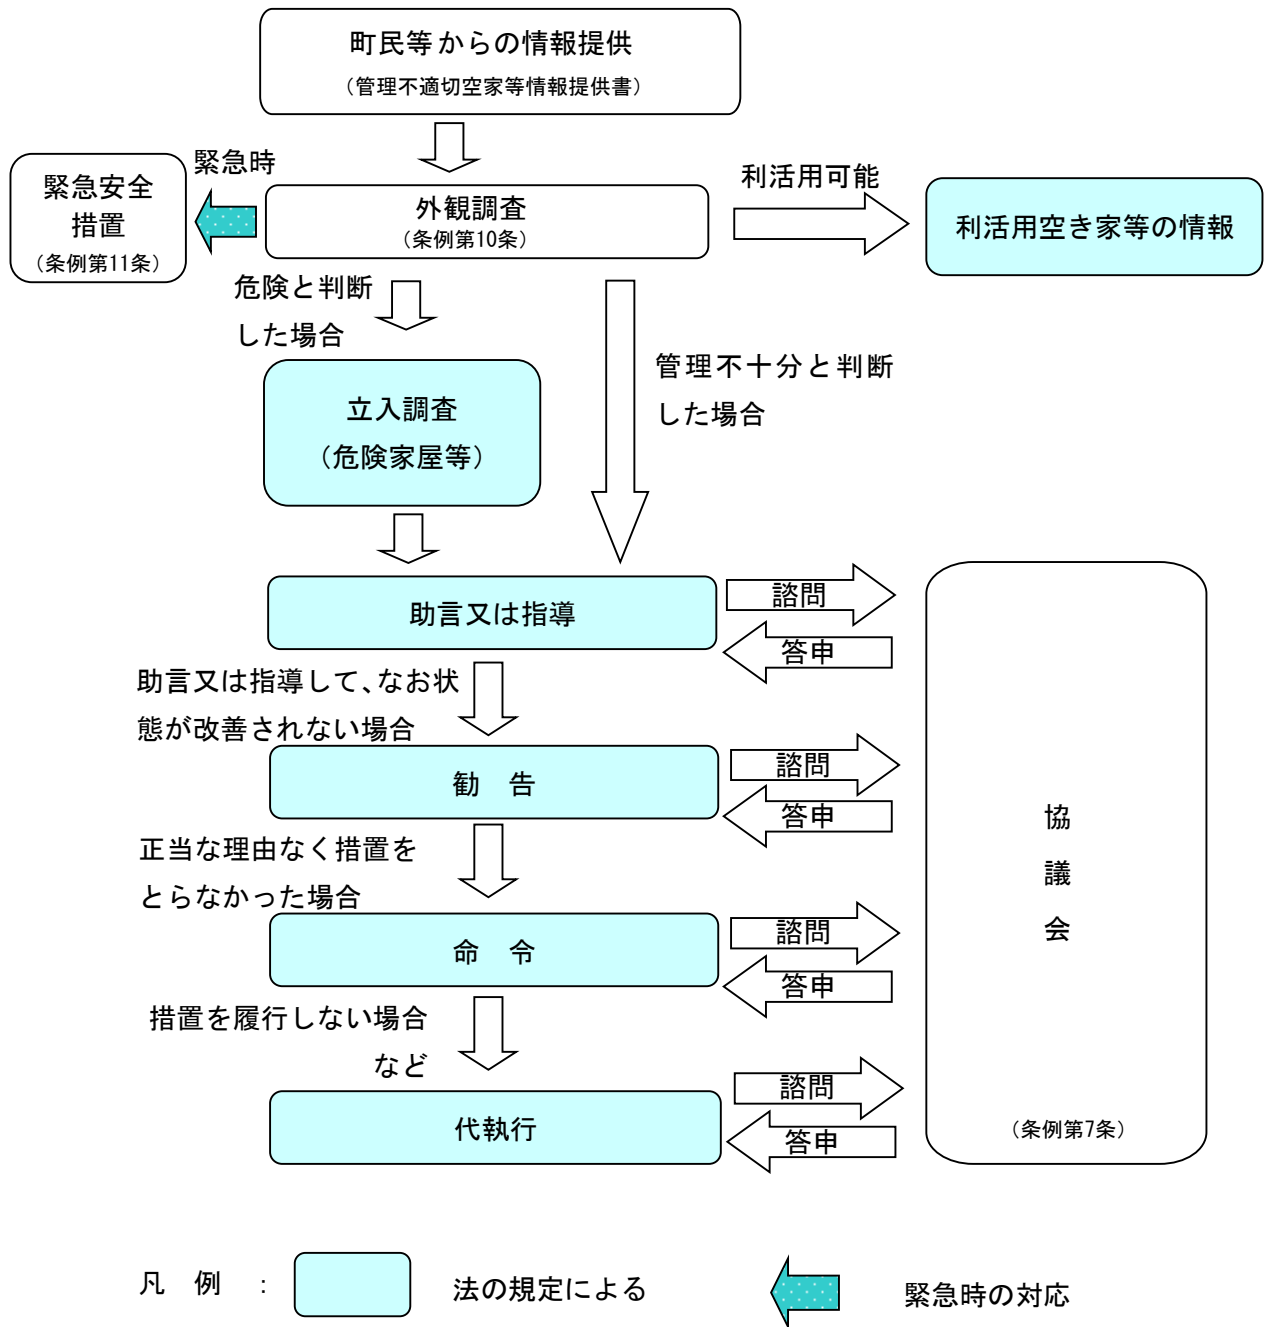 町民等からの情報提供
（管理不適切空家等情報提供書）
緊急時
緊急安全
措置
（条例第11条）
外観調査
（条例第10条）
利活用可能
利活用空き家等の情報
危険と判断
した場合
管理不十分と判断
した場合
立入調査
（危険家屋等）
助言又は指導
諮問
答申
助言又は指導して、なお状
態が改善されない場合
勧　告
諮問
答申
正当な理由なく措置を
とらなかった場合
命　令
諮問
答申
措置を履行しない場合
など
代執行
諮問
答申
協
議
会
（条例第7条）
凡　例　：
法の規定による
緊急時の対応